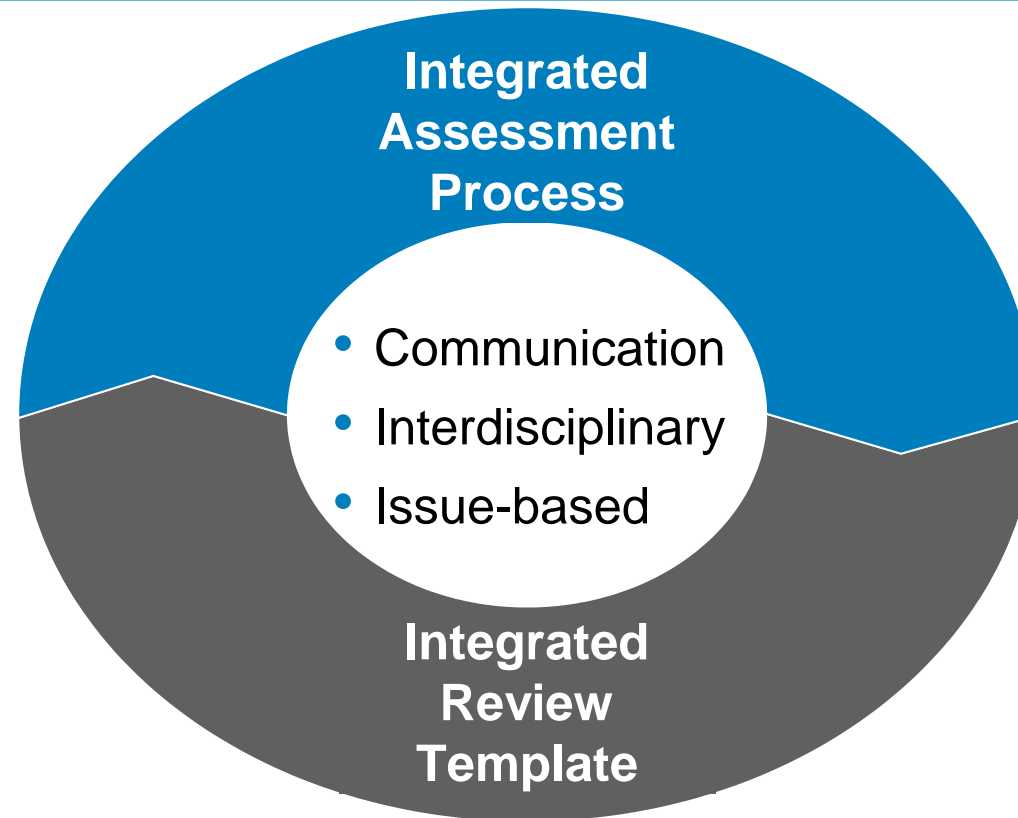 Integrated
Assessment
Process
• Communication
• Interdisciplinary
• Issue-based
Integrated
Review
Template